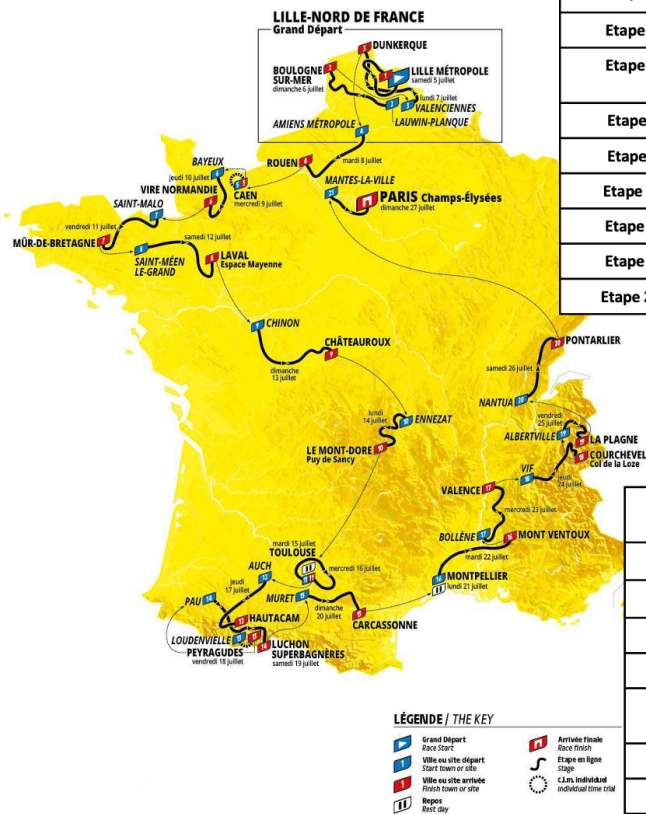 LILLE-NORD DE FRANCE
Grand Départ
DUNKERQUE
BOULOGNE
SUR-MER
dimanche 6 juillet
LILLE MÉTROPOLE
samedi 5 juillet
lundi 7 juillet
VALENCIENNES
LAUWIN-PLANQUE
AMIENS MÉTROPOLE
mardi 8 juillet
ROUEN
BAYEUX
jeudi 10 juillet
VIRE NORMANDIE
CAEN
mercredi 9 juillet
MANTES-LA-VILLE
PARIS Champs-Élysées
dimanche 27 juillet
SAINT-MALO
vendredi 11 juillet
MÛR-DE-BRETAGNE
samedi 12 juillet
SAINT-MÉEN
LE-GRAND
LAVAL
Espace Mayenne
CHINON
CHÂTEAUROUX
dimanche
13 juillet
PONTARLIER
samedi 26 juillet
NANTUA
lundi
14 juillet
ENNEZAT
LE MONT-DORE
Puy de Sancy
vendredi
25 juillet
ALBERTVILLE
LA PLAGNE
COURCHEVEL
Col de la Loze
VIF
jeudi
24 juillet
VALENCE
mercredi 23 juillet
BOLLÈNE
MONT VENTOUX
mardi 22 juillet
mardi 15 juillet
TOULOUSE
mercredi 16 juillet
MONTPELLIER
lundi 21 juillet
AUCH
jeudi
17 juillet
MURET
dimanche
20 juillet
CARCASSONNE
PAU
HAUTACAM
LOUDENVIELLE
PEYRAGUDES
vendredi 18 juillet
LUCHON
SUPERBAGNÈRES
samedi 19 juillet
Etape
Etape
Etape
Etape
Etape
Etape
Etape
Etape 2
LÉGENDE / THE KEY
Grand Départ
Race Start
Ville ou site départ
Start town or site
Ville ou site arrivée
Finish town or site
Repos
Rest day
Arrivée finale
Race finish
Étape en ligne
Stage
C.l.m. individuel
Individual time trial